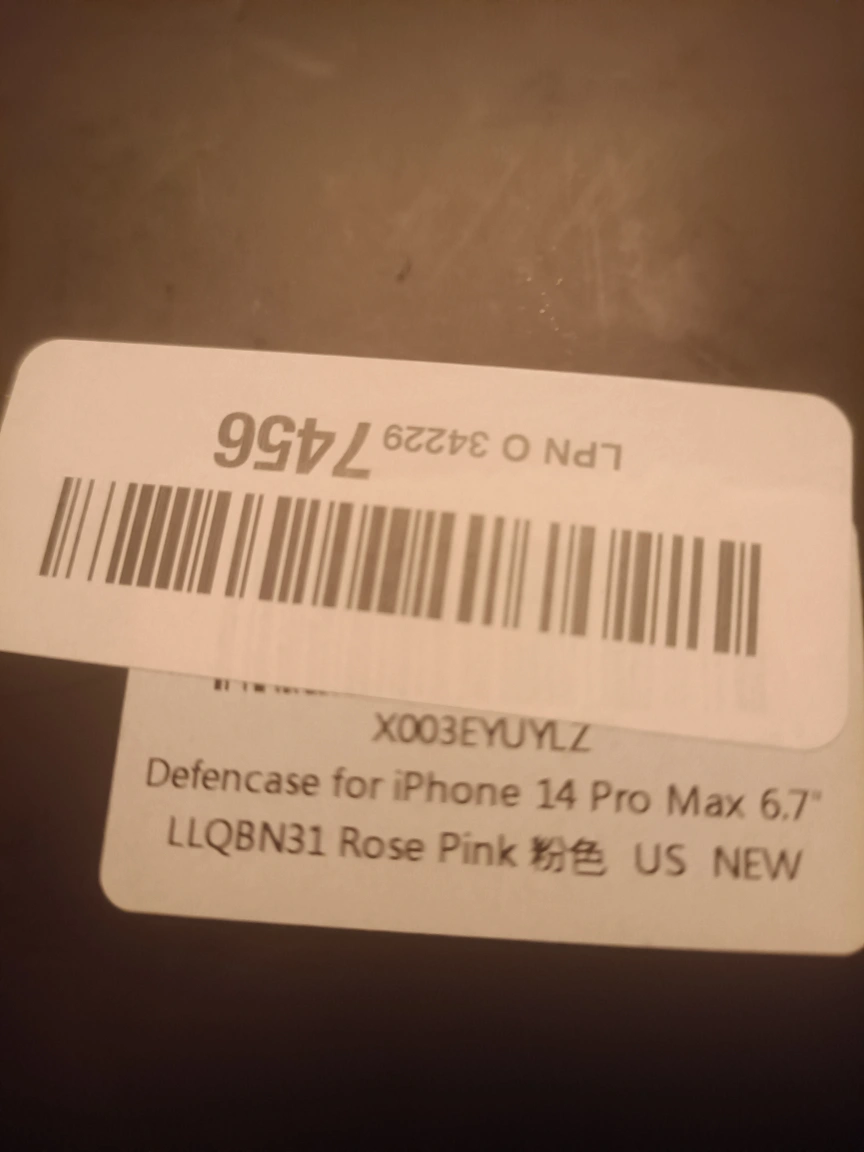 LPN O 34229 7456
X003EYUYLZ
Defencase for iPhone 14 Pro Max 6.7"
LLQBN31 Rose Pink 粉色 US NEW